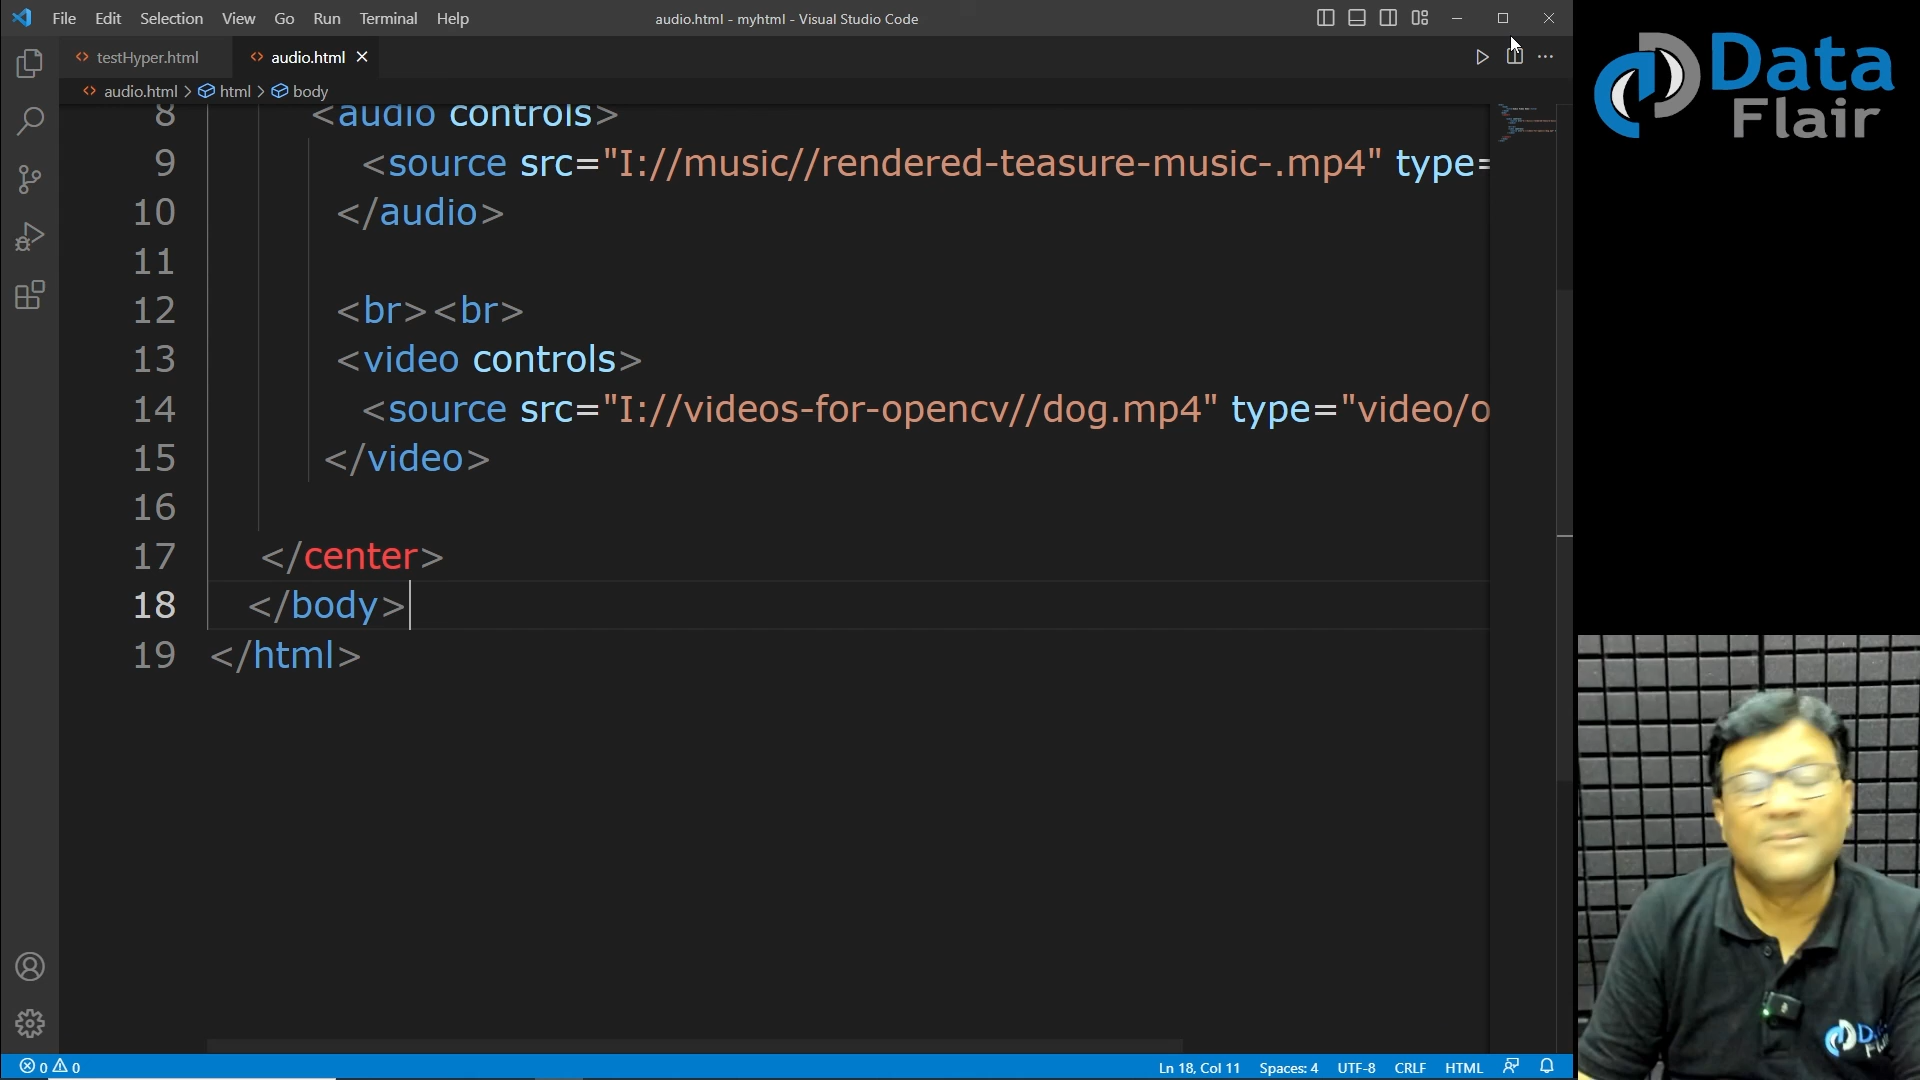 File Edit Selection View Go Run Terminal Help
audio.html - myhtml - Visual Studio Code
testHyper.html
audio.html
audio.html > html > body
8 <audio controls>
9 <source src="I://music//rendered-teasure-music-.mp4" type=
10 </audio>
11
12 <br><br>
13 <video controls>
14 <source src="I://videos-for-opencv//dog.mp4" type="video/o
15 </video>
16
17 </center>
18 </body>
19 </html>
0 0
Ln 18, Col 11 Spaces: 4 UTF-8 CRLF HTML
Data
Flair